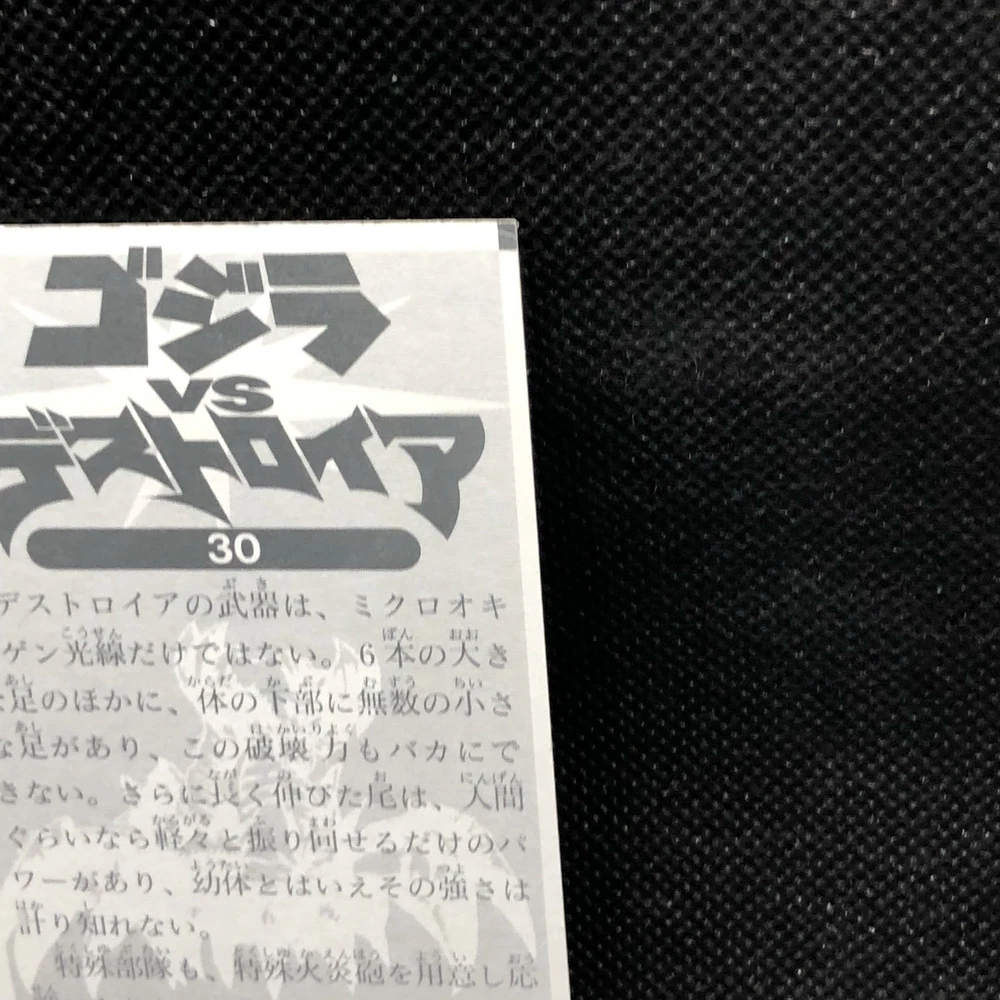 ゴジラ
VS
デストロイア
30
デストロイアの武器は、ミクロオキ
ゲン光線だけではない。6本の大き
な足のほかに、体の下部に無数の小さ
な足があり、この破壊力もバカにで
きない。さらに長く伸びた尾は、人間
ぐらいなら軽々と振り回せるだけのパ
ワーがあり、幼体とはいえその強さは
計り知れない。
特殊部隊も、特殊火炎砲を用意し応